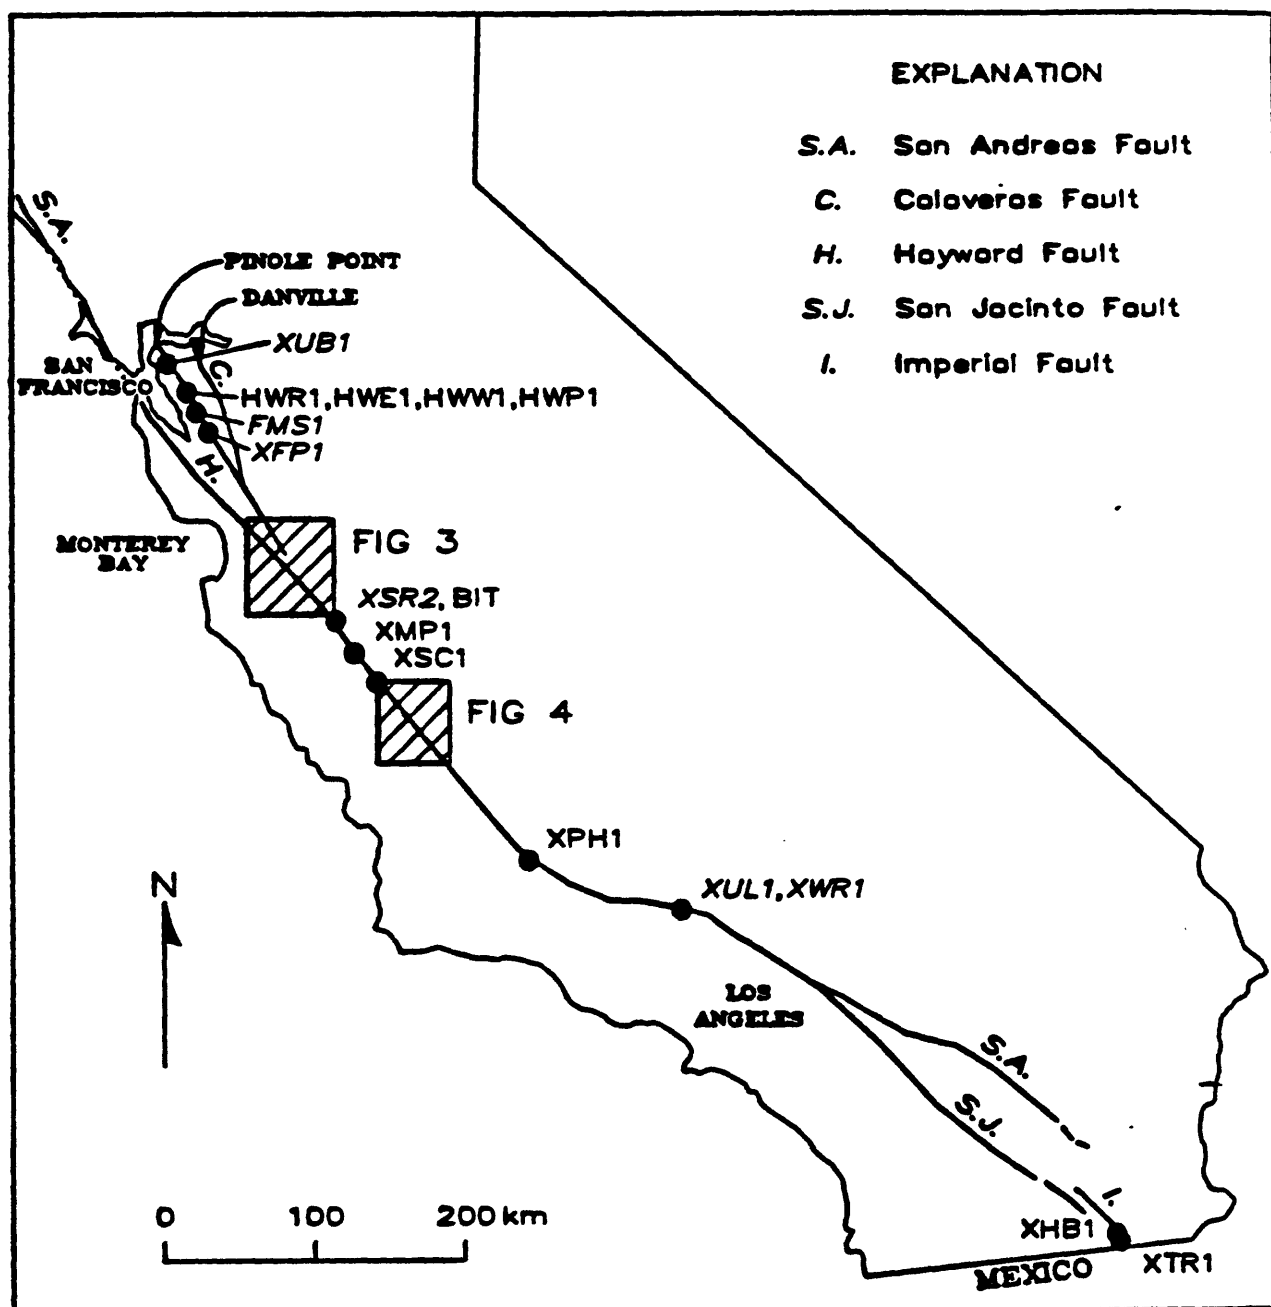 EXPLANATION
S.A. San Andreas Fault
C. Calaveras Fault
H. Hayward Fault
S.J. San Jacinto Fault
I. Imperial Fault
S.A.
PINOLE POINT
DANVILLE
XUB1
SAN
FRANCISCO
C.
HWR1, HWE1, HWW1, HWP1
FMS1
XFP1
H.
FIG 3
MONTEREY
BAY
XSR2, BIT
XMP1
XSC1
FIG 4
XPH1
N
XUL1, XWR1
LOS
ANGELES
S.A.
S.J.
I.
0 100 200 km
XHB1
XTR1
MEXICO